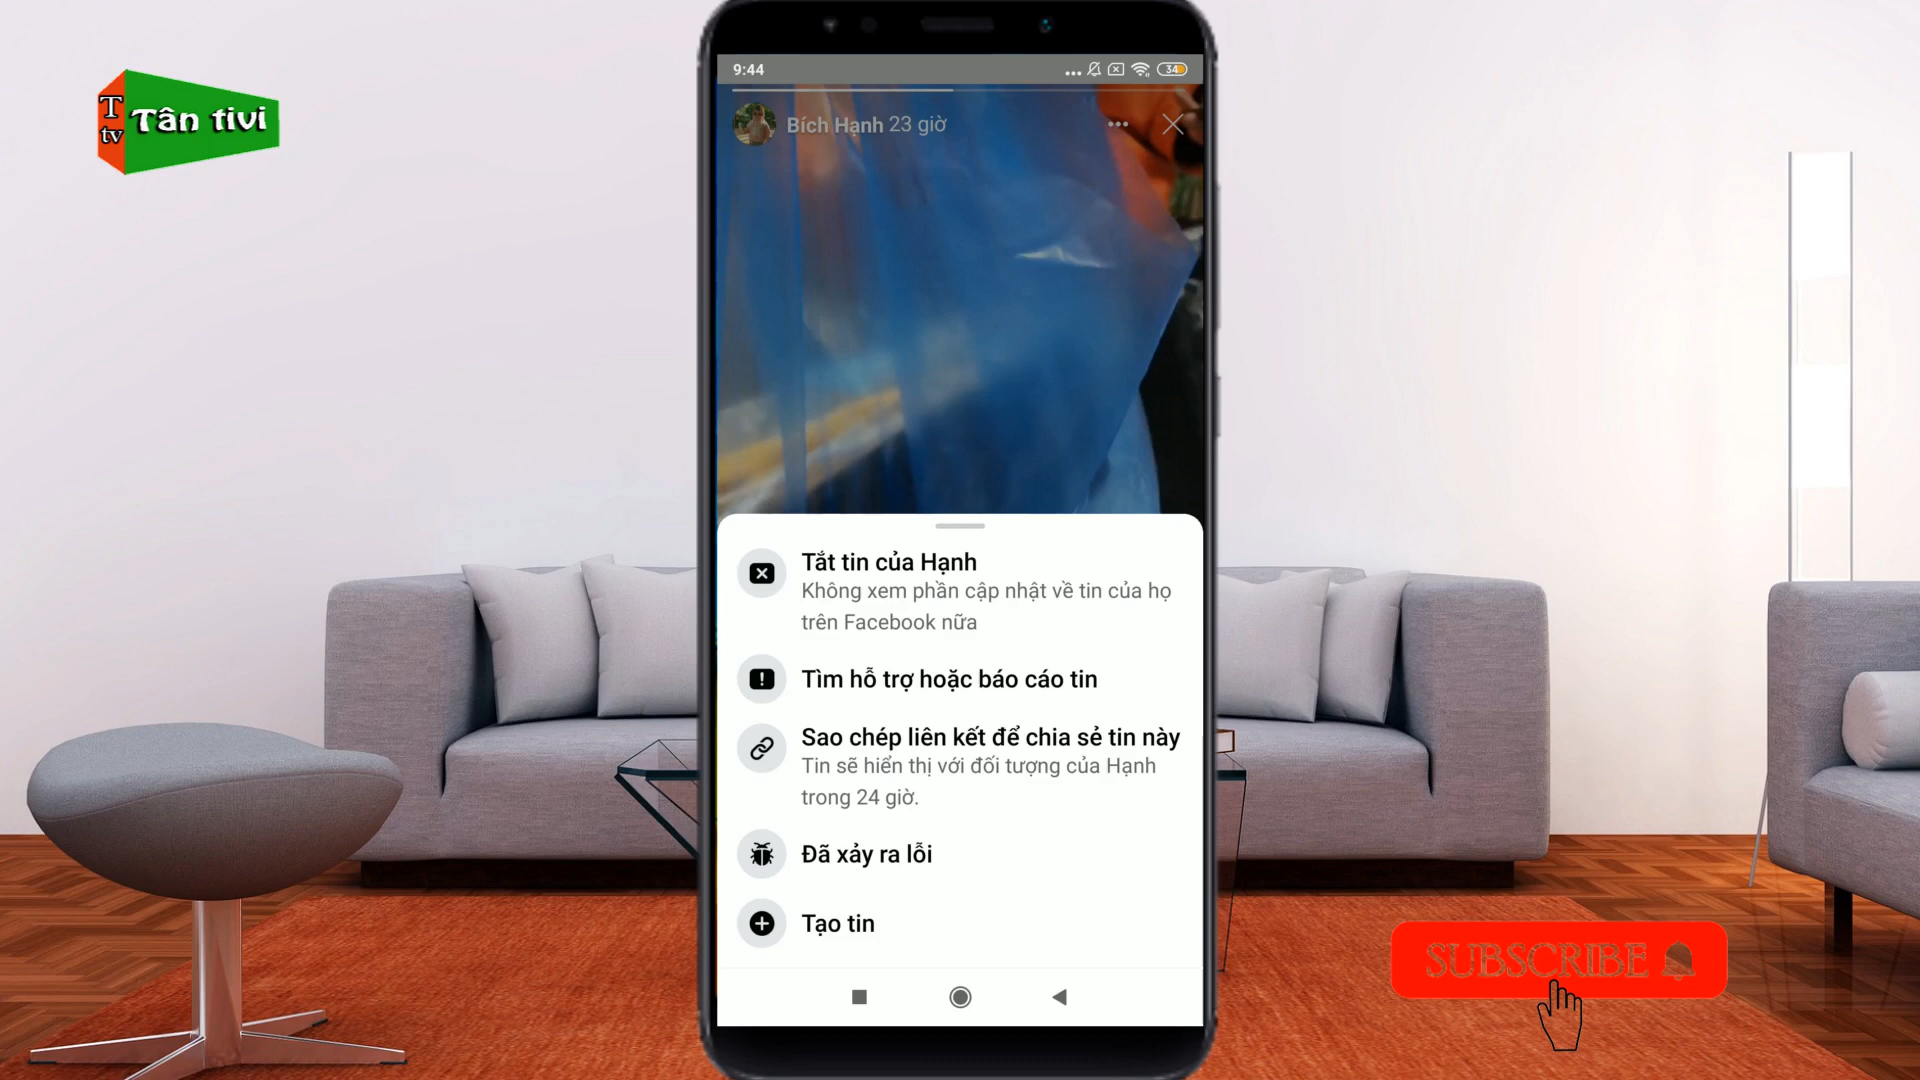 T
tv
Tân tivi
9:44
34
Bích Hạnh 23 giờ
Tắt tin của Hạnh
Không xem phần cập nhật về tin của họ
trên Facebook nữa
Tìm hỗ trợ hoặc báo cáo tin
Sao chép liên kết để chia sẻ tin này
Tin sẽ hiển thị với đối tượng của Hạnh
trong 24 giờ.
Đã xảy ra lỗi
Tạo tin
SUBSCRIBE